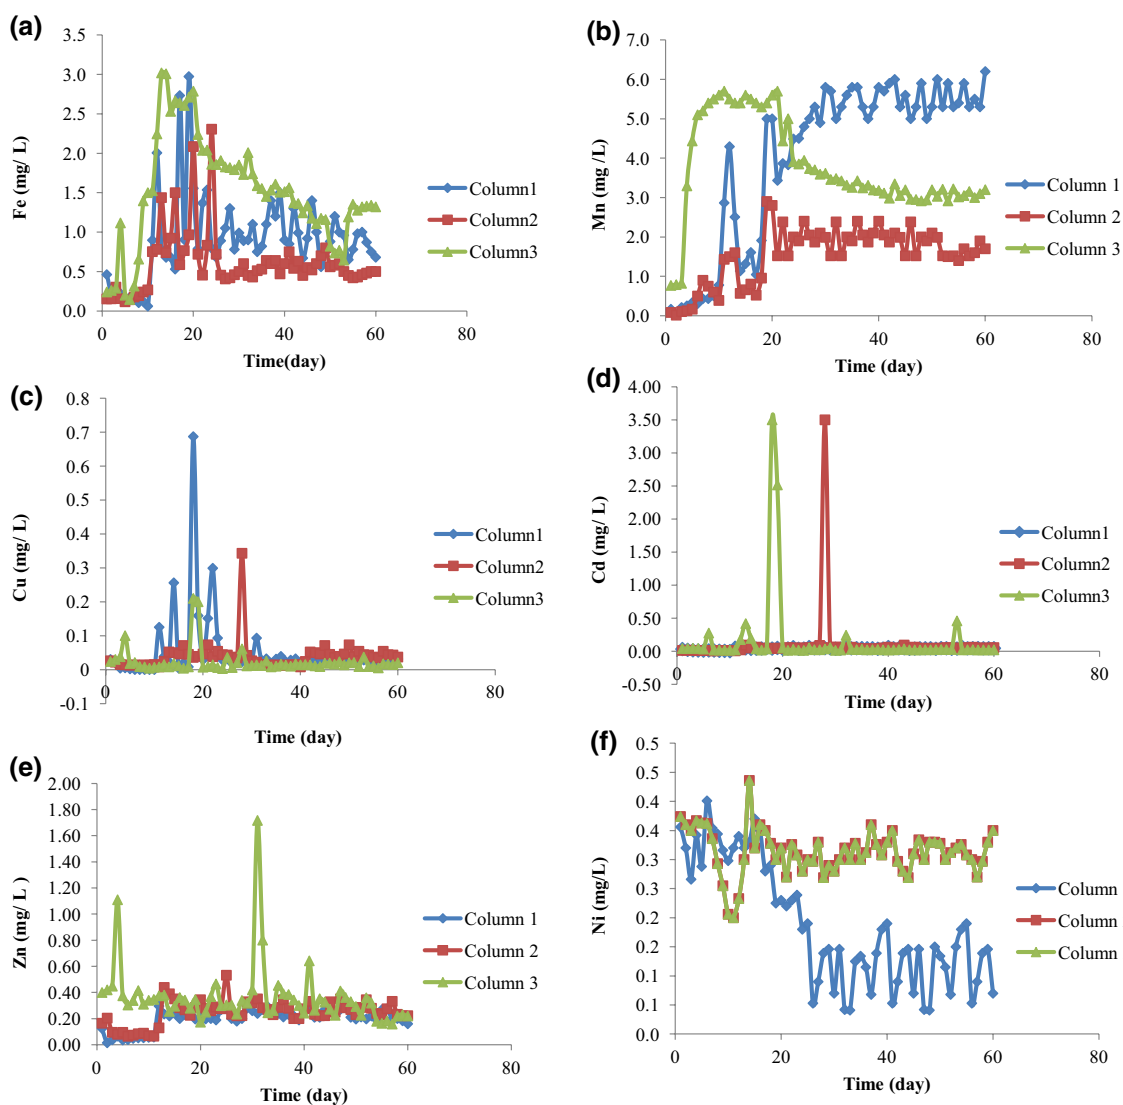 (a)
3.5
3.0
2.5
2.0
1.5
1.0
0.5
0.0
Fe (mg/ L)
0 20 40 60 80
Time(day)
Column1
Column2
Column3
(b)
7.0
6.0
5.0
4.0
3.0
2.0
1.0
0.0
Mn (mg /L)
0 20 40 60 80
Time (day)
Column 1
Column 2
Column 3
(c)
0.8
0.7
0.6
0.5
0.4
0.3
0.2
0.1
0
-0.1
Cu (mg/ L)
0 20 40 60 80
Time (day)
Column1
Column2
Column3
(d)
4.00
3.50
3.00
2.50
2.00
1.50
1.00
0.50
0.00
-0.50
Cd (mg/ L)
0 20 40 60 80
Time (day)
Column1
Column2
Column3
(e)
2.00
1.80
1.60
1.40
1.20
1.00
0.80
0.60
0.40
0.20
0.00
Zn (mg/ L )
0 20 40 60 80
Time (day)
Column 1
Column 2
Column 3
(f)
0.5
0.5
0.4
0.4
0.3
0.3
0.2
0.2
0.1
0.1
0.0
Ni (mg/L)
0 20 40 60 80
Time (day)
Column
Column
Column